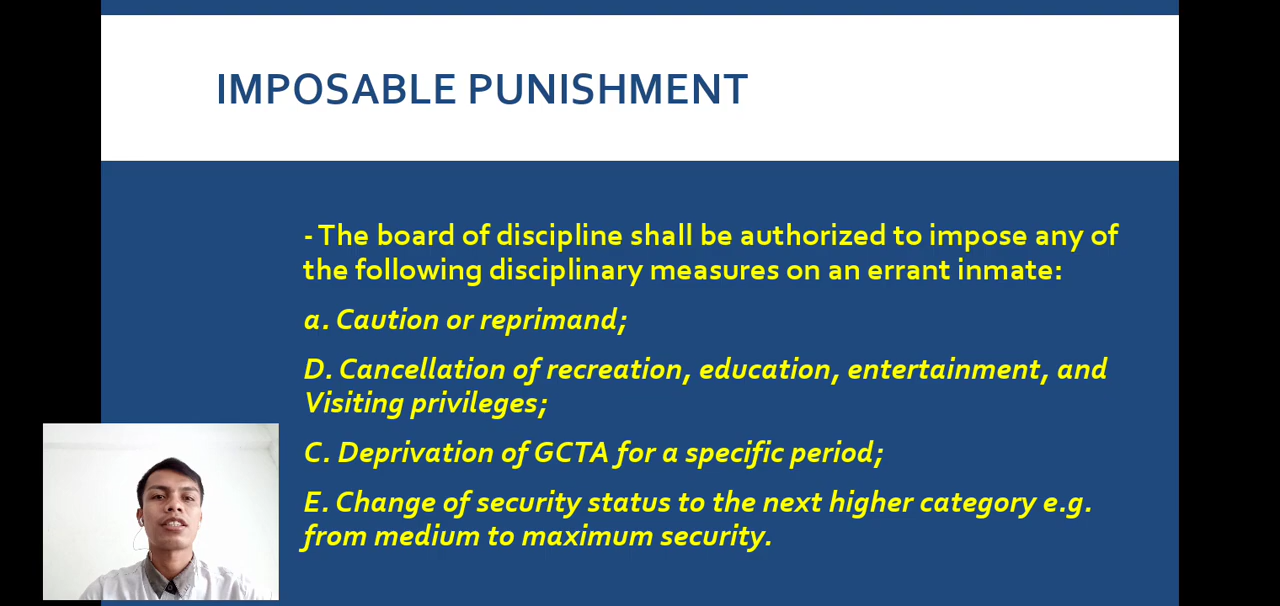 IMPOSABLE PUNISHMENT
- The board of discipline shall be authorized to impose any of
the following disciplinary measures on an errant inmate:
a. Caution or reprimand;
D. Cancellation of recreation, education, entertainment, and
Visiting privileges;
C. Deprivation of GCTA for a specific period;
E. Change of security status to the next higher category e.g.
from medium to maximum security.